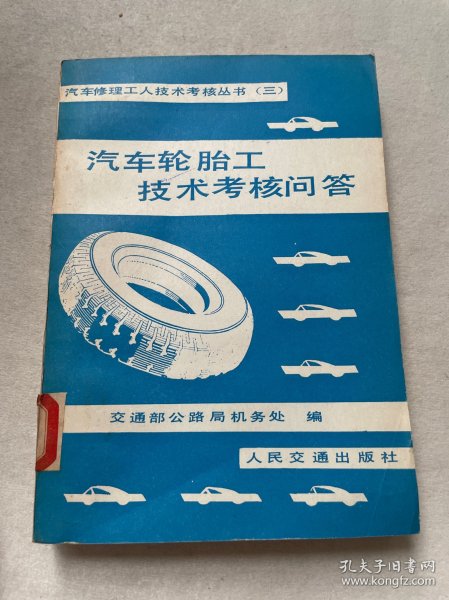 汽车修理工人技术考核丛书（三）
汽车轮胎工
技术考核问答
交通部公路局机务处 编
人民交通出版社
孔夫子旧书网
www.kongfz.com